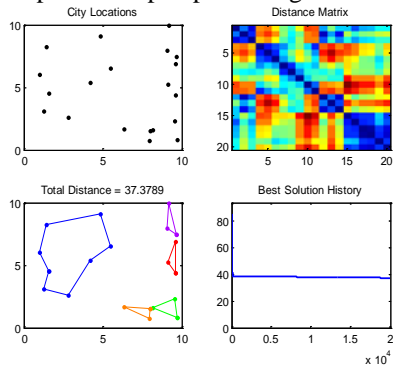 City Locations
10
5
0
0 5 10
Distance Matrix
5
10
15
20
5 10 15 20
Total Distance = 37.3789
10
5
0
0 5 10
Best Solution History
80
60
40
20
0
0 0.5 1 1.5 2
x 10^4